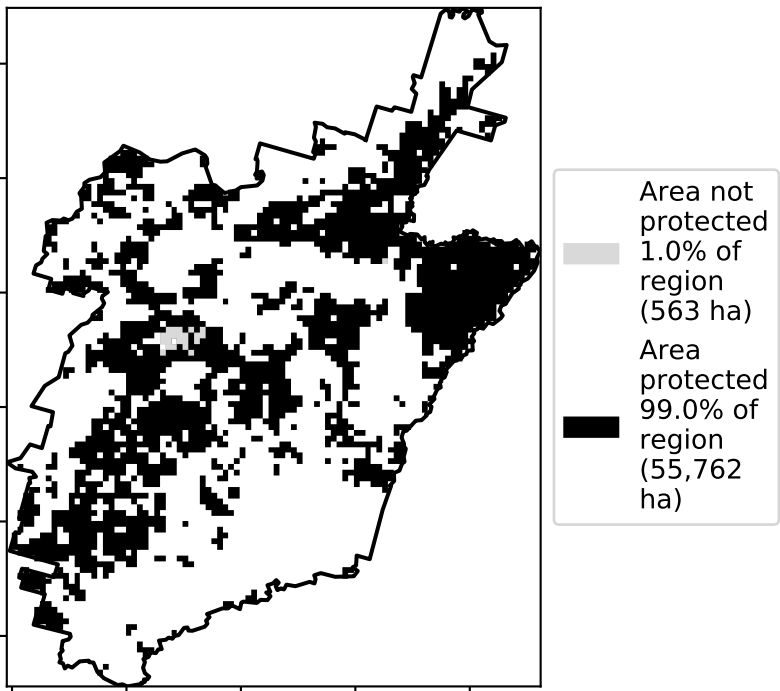 Area not
protected
1.0% of
region
(563 ha)
Area
protected
99.0% of
region
(55,762
ha)